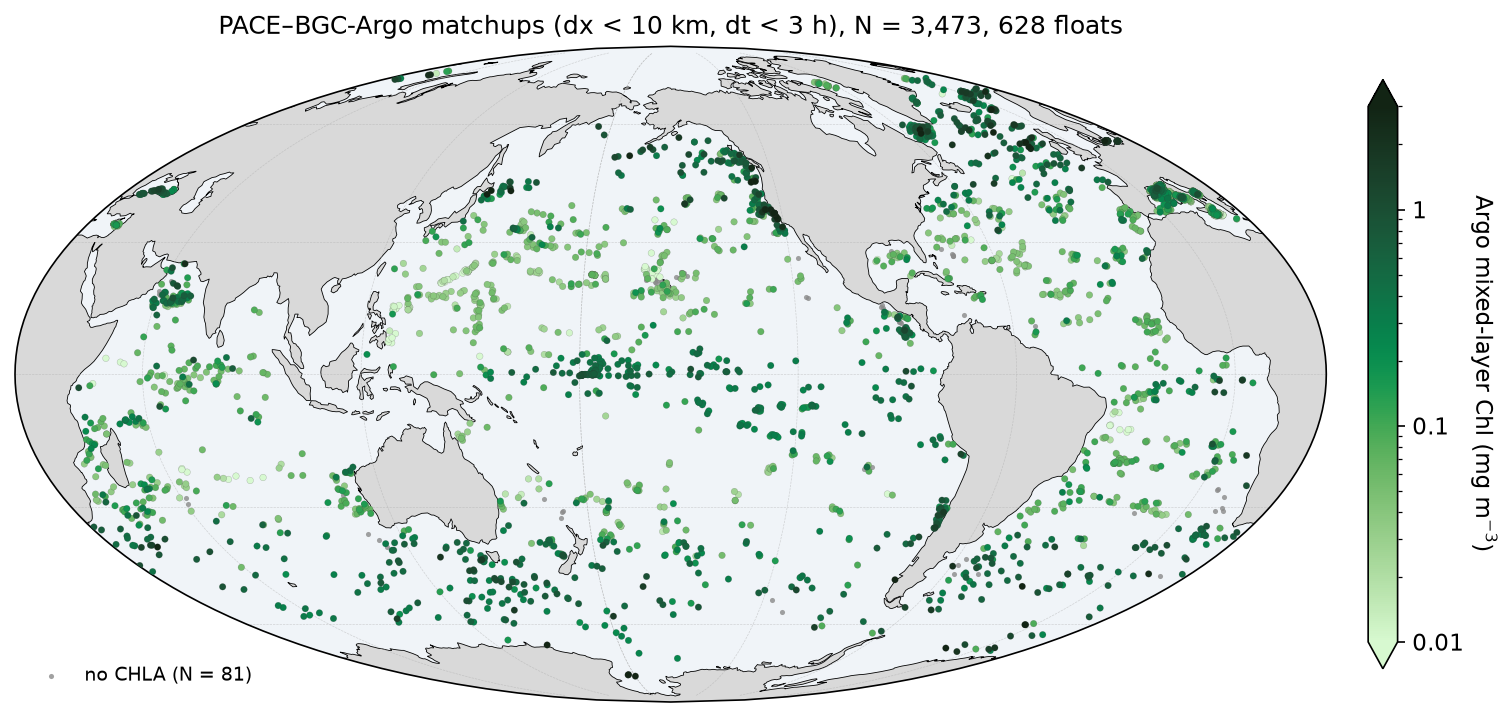 PACE–BGC-Argo matchups (dx < 10 km, dt < 3 h), N = 3,473, 628 floats
1
0.1
0.01
Argo mixed-layer Chl (mg m⁻³)
no CHLA (N = 81)